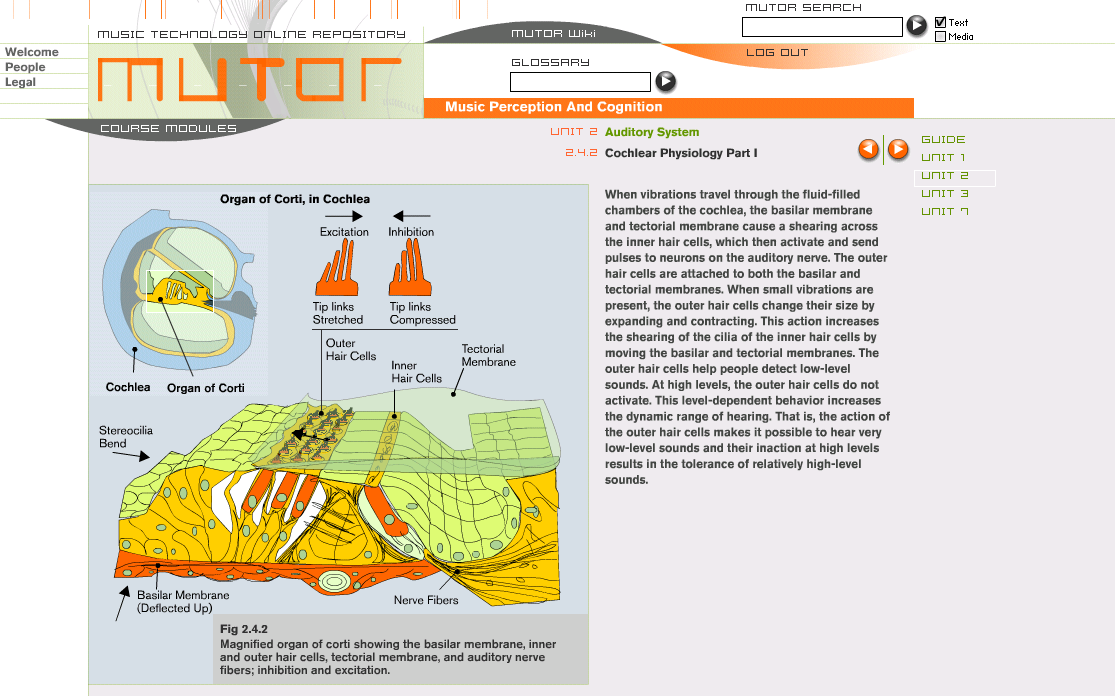 MUTOR SEARCH
Text
Media
MUSIC TECHNOLOGY ONLINE REPOSITORY
MUTOR Wiki
LOG OUT
Welcome
People
Legal
MUTOR
GLOSSARY
Music Perception And Cognition
COURSE MODULES
UNIT 2 Auditory System
2.4.2 Cochlear Physiology Part I
GUIDE
UNIT 1
UNIT 2
UNIT 3
UNIT 7
Organ of Corti, in Cochlea
Excitation
Inhibition
Tip links
Stretched
Tip links
Compressed
Outer
Hair Cells
Inner
Hair Cells
Tectorial
Membrane
Cochlea
Organ of Corti
Stereocilia
Bend
Basilar Membrane
(Deflected Up)
Nerve Fibers
Fig 2.4.2
Magnified organ of corti showing the basilar membrane, inner
and outer hair cells, tectorial membrane, and auditory nerve
fibers; inhibition and excitation.
When vibrations travel through the fluid-filled
chambers of the cochlea, the basilar membrane
and tectorial membrane cause a shearing across
the inner hair cells, which then activate and send
pulses to neurons on the auditory nerve. The outer
hair cells are attached to both the basilar and
tectorial membranes. When small vibrations are
present, the outer hair cells change their size by
expanding and contracting. This action increases
the shearing of the cilia of the inner hair cells by
moving the basilar and tectorial membranes. The
outer hair cells help people detect low-level
sounds. At high levels, the outer hair cells do not
activate. This level-dependent behavior increases
the dynamic range of hearing. That is, the action of
the outer hair cells makes it possible to hear very
low-level sounds and their inaction at high levels
results in the tolerance of relatively high-level
sounds.